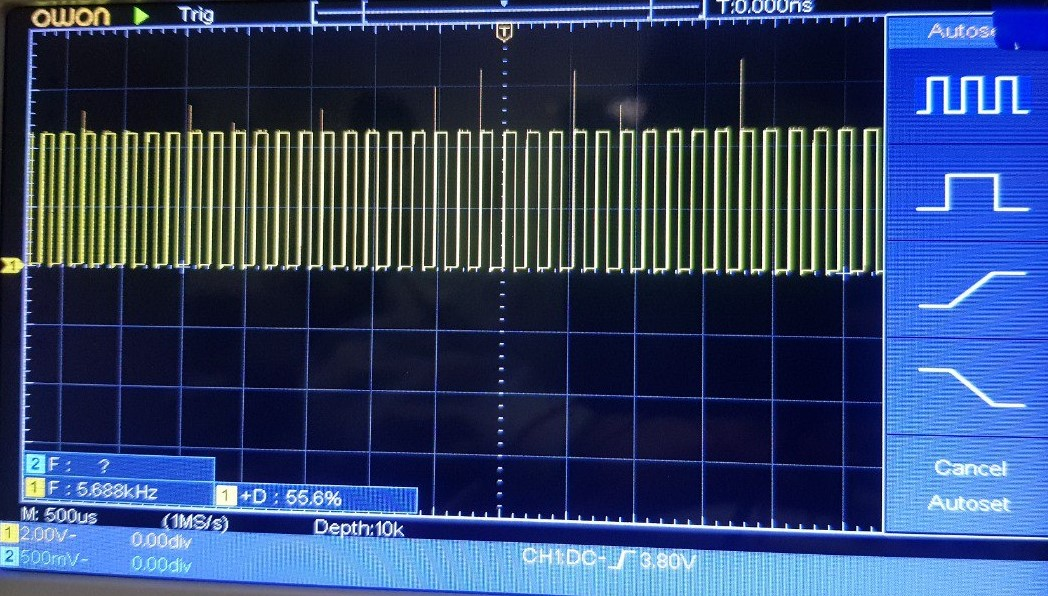 OWON Trig T:0.000ns
T
Autose
1
2 F : ?
1 F : 5.688kHz 1 +D : 55.6%
M: 500us (1MS/s) Depth:10k
1 2.00V~ 0.00div
CH1:DC- 3.80V
2 500mV~ 0.00div
Cancel
Autoset